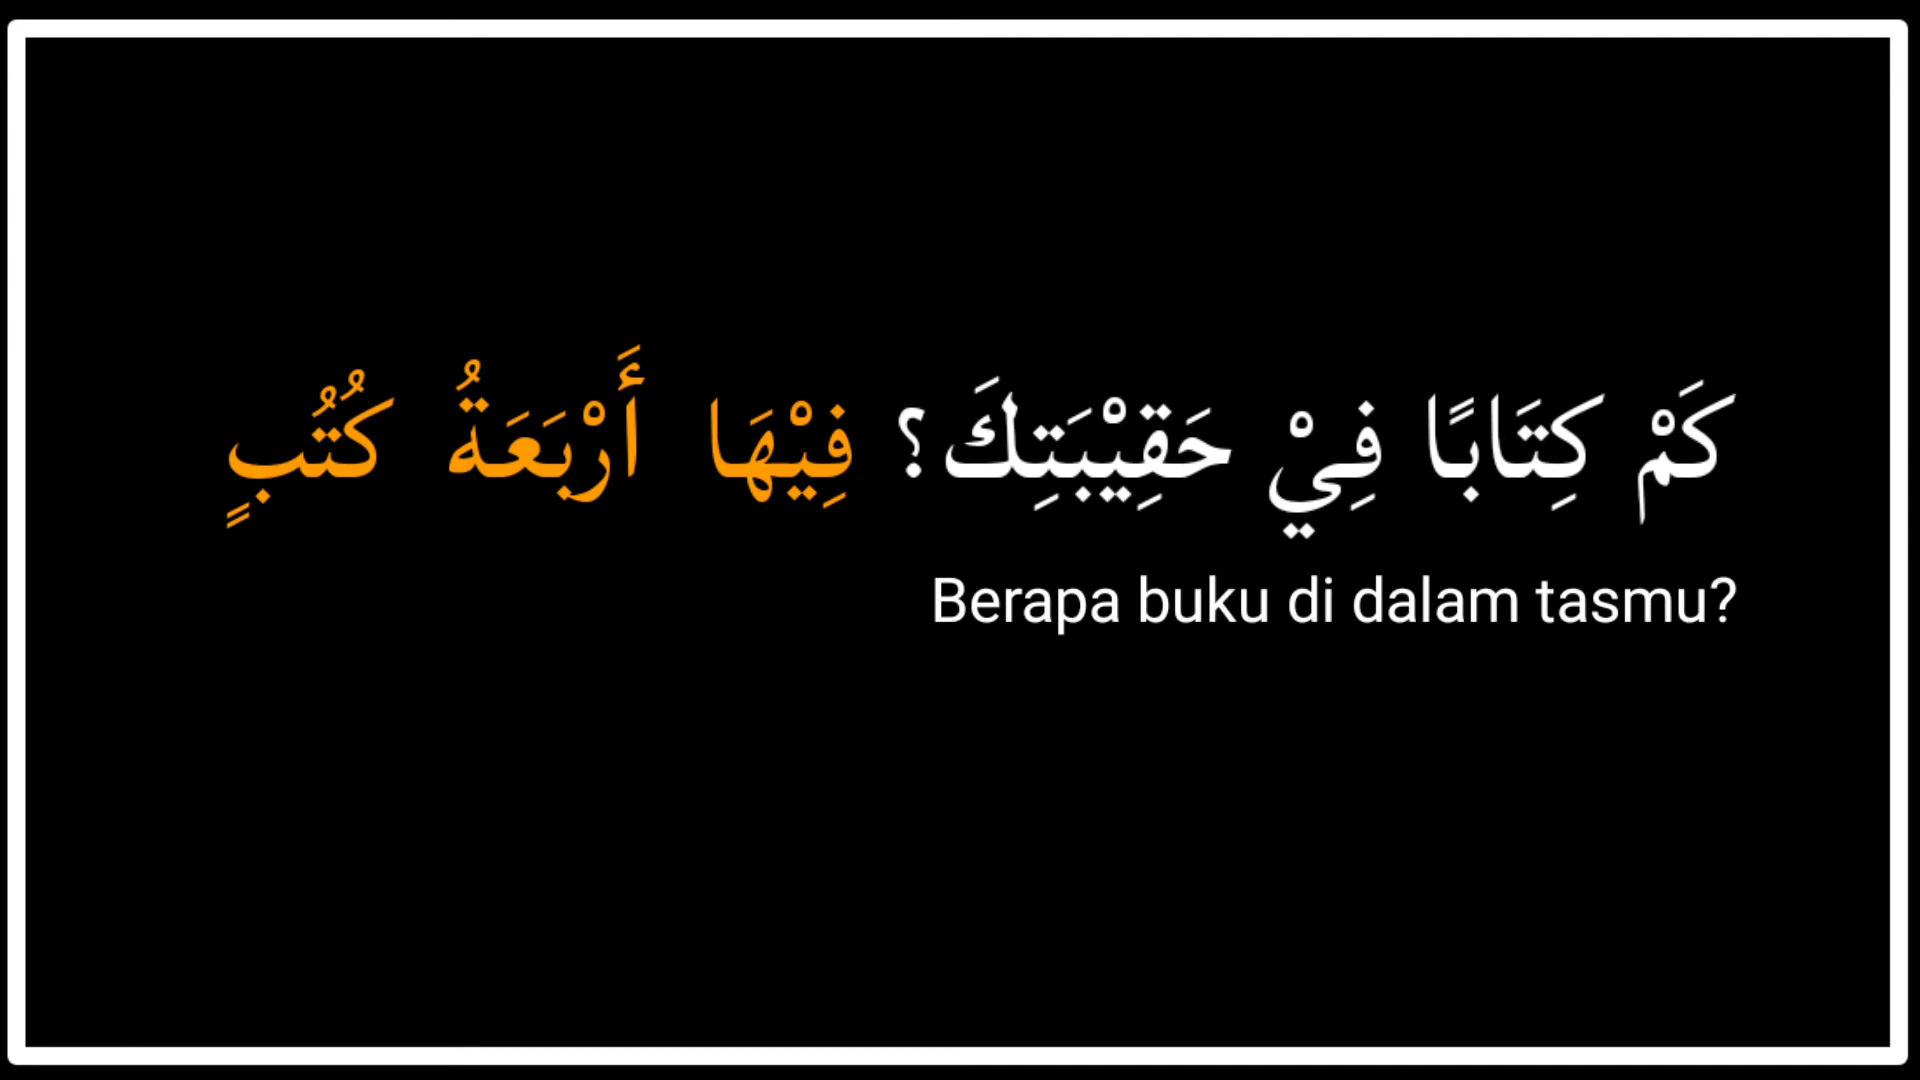 كَمْ كِتَابًا فِيْ حَقِيْبَتِكَ؟ فِيْهَا أَرْبَعَةُ كُتُبٍ
Berapa buku di dalam tasmu?